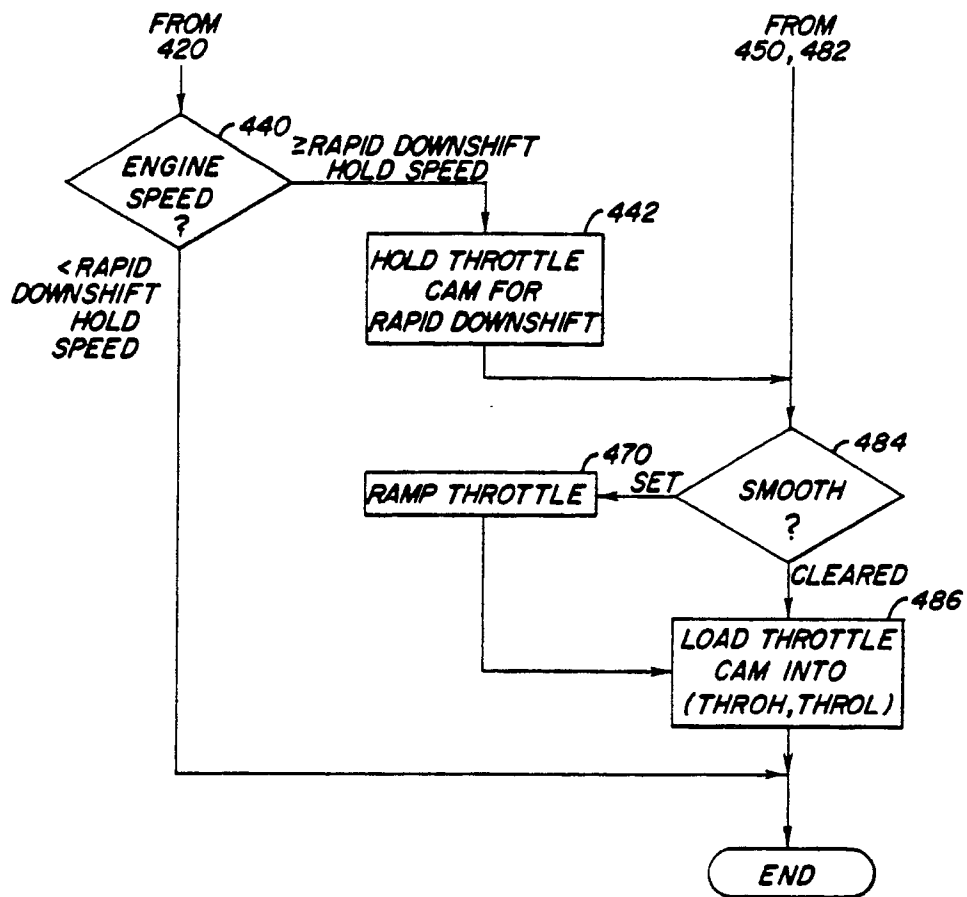 FROM
420
FROM
450, 482
440
ENGINE
SPEED
?
≥RAPID DOWNSHIFT
HOLD SPEED
442
HOLD THROTTLE
CAM FOR
RAPID DOWNSHIFT
<RAPID
DOWNSHIFT
HOLD
SPEED
484
SMOOTH
?
SET
470
RAMP THROTTLE
CLEARED
486
LOAD THROTTLE
CAM INTO
(THROH,THROL)
END